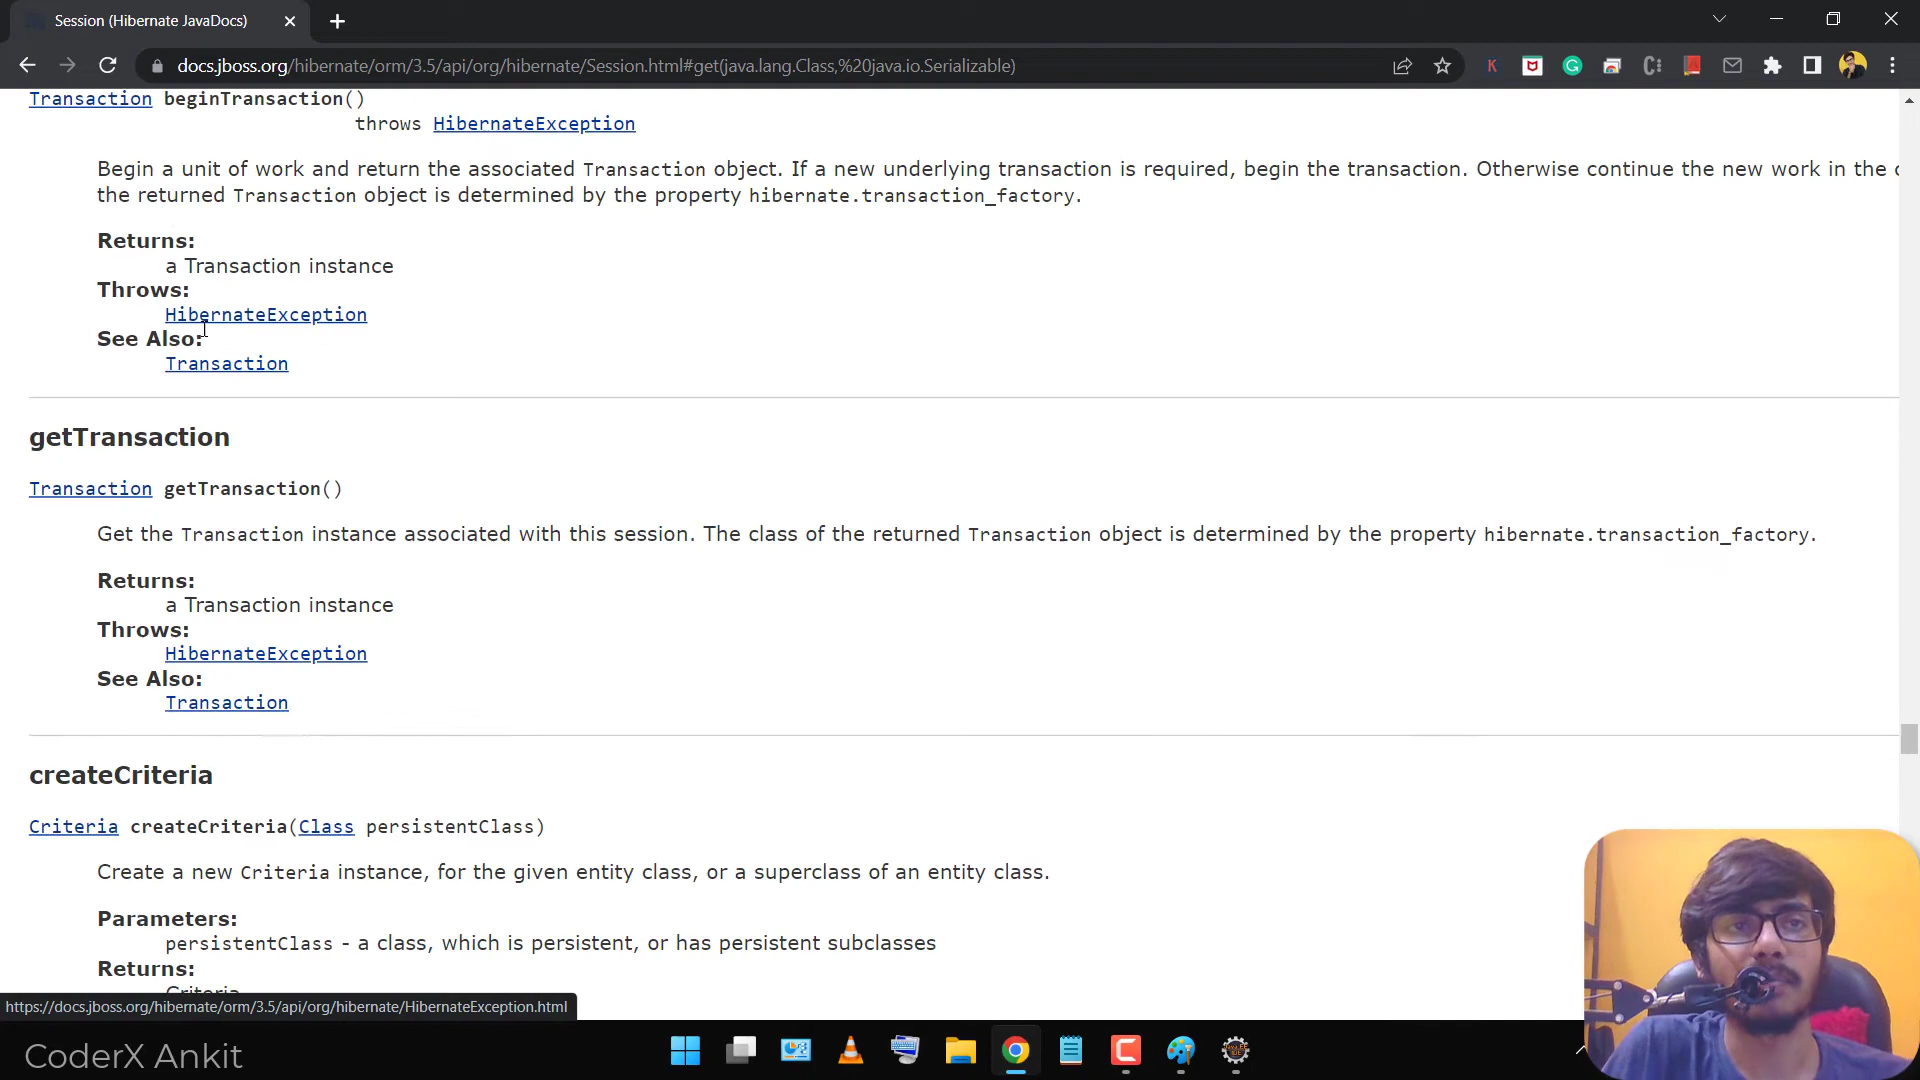 Session (Hibernate JavaDocs)
docs.jboss.org/hibernate/orm/3.5/api/org/hibernate/Session.html#get(java.lang.Class,%20java.io.Serializable)
Transaction beginTransaction()
throws HibernateException
Begin a unit of work and return the associated Transaction object. If a new underlying transaction is required, begin the transaction. Otherwise continue the new work in the
the returned Transaction object is determined by the property hibernate.transaction_factory.
Returns:
a Transaction instance
Throws:
HibernateException
See Also:
Transaction
getTransaction
Transaction getTransaction()
Get the Transaction instance associated with this session. The class of the returned Transaction object is determined by the property hibernate.transaction_factory.
Returns:
a Transaction instance
Throws:
HibernateException
See Also:
Transaction
createCriteria
Criteria createCriteria(Class persistentClass)
Create a new Criteria instance, for the given entity class, or a superclass of an entity class.
Parameters:
persistentClass - a class, which is persistent, or has persistent subclasses
Returns:
Criteria
https://docs.jboss.org/hibernate/orm/3.5/api/org/hibernate/HibernateException.html
CoderX Ankit